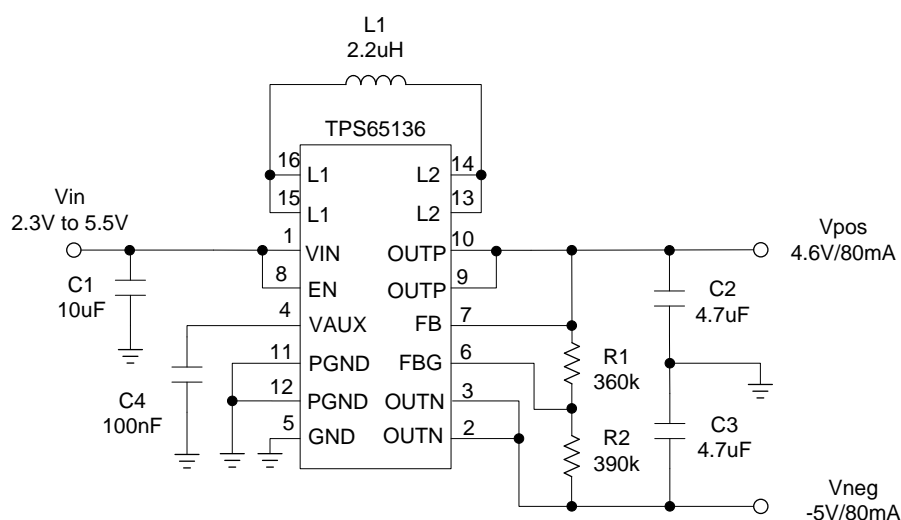 L1
2.2uH
TPS65136
16
L1
L2
14
15
L1
L2
13
Vin
2.3V to 5.5V
1
VIN
OUTP
10
Vpos
4.6V/80mA
8
EN
OUTP
9
C1
10uF
C2
4.7uF
4
VAUX
FB
7
11
PGND
FBG
6
R1
360k
12
PGND
OUTN
3
C4
100nF
C3
4.7uF
5
GND
OUTN
2
R2
390k
Vneg
-5V/80mA